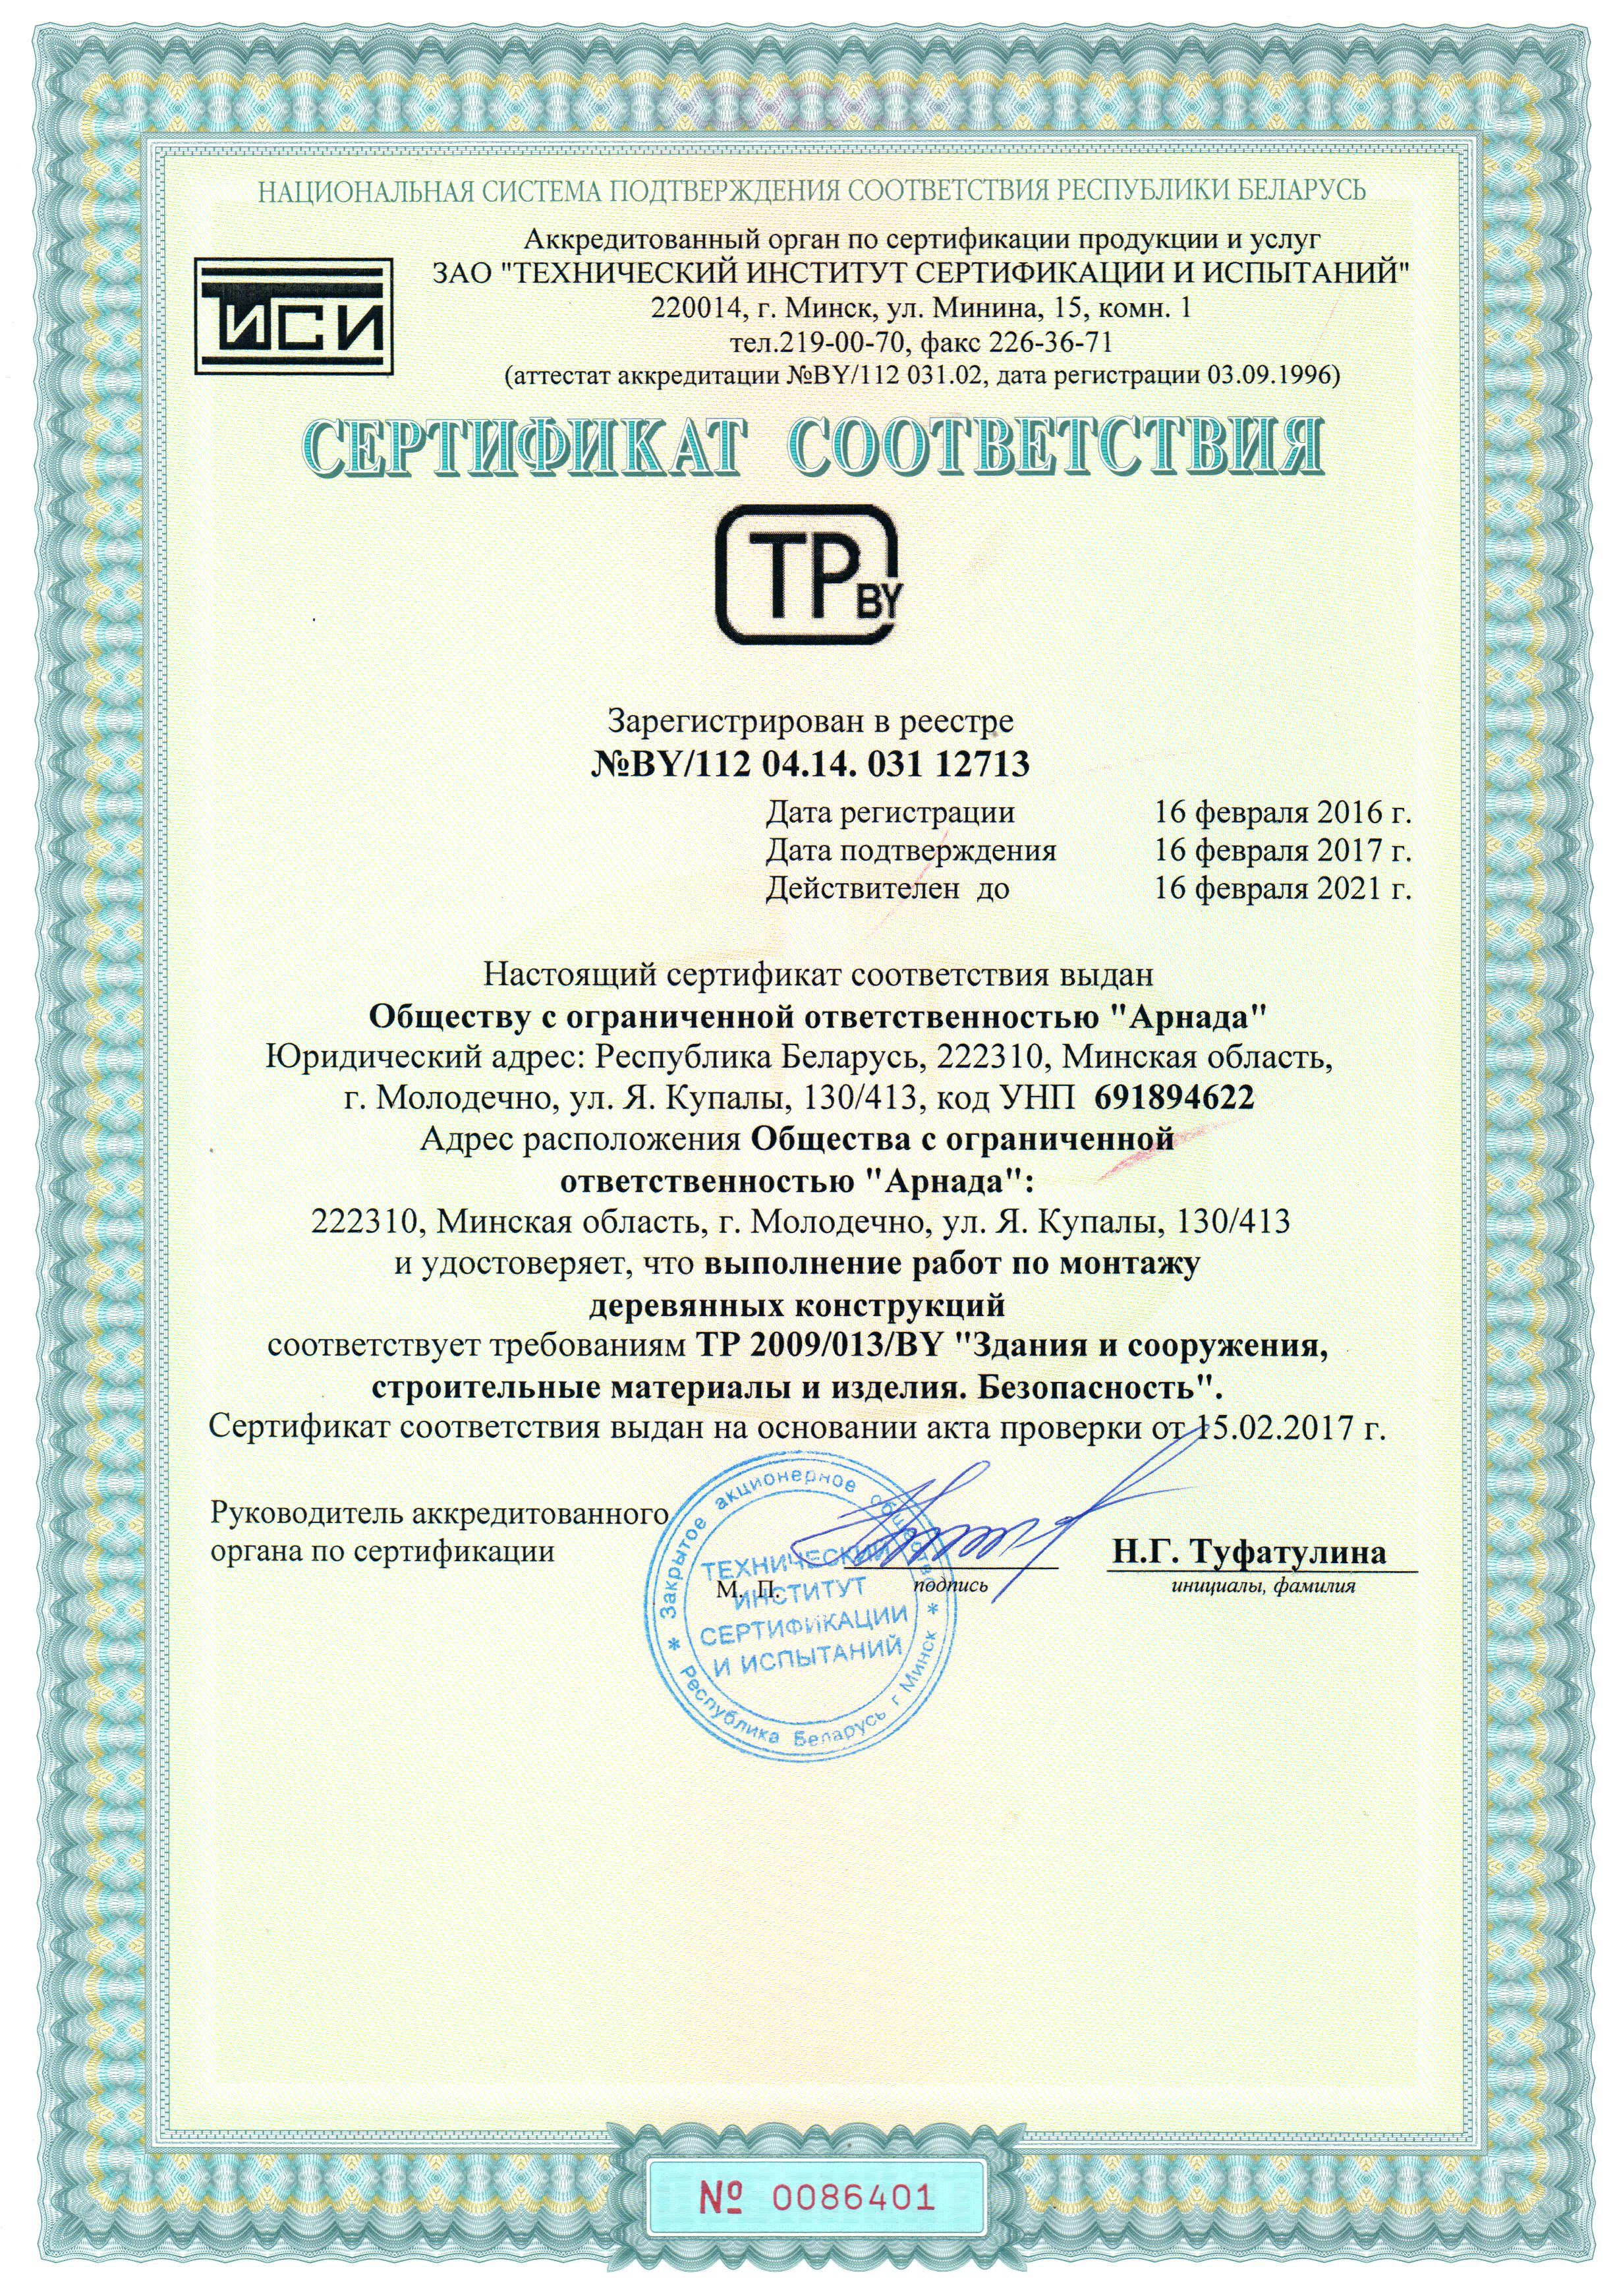 НАЦИОНАЛЬНАЯ СИСТЕМА ПОДТВЕРЖДЕНИЯ СООТВЕТСТВИЯ РЕСПУБЛИКИ БЕЛАРУСЬ
ТИСИ
Аккредитованный орган по сертификации продукции и услуг
ЗАО "ТЕХНИЧЕСКИЙ ИНСТИТУТ СЕРТИФИКАЦИИ И ИСПЫТАНИЙ"
220014, г. Минск, ул. Минина, 15, комн. 1
тел.219-00-70, факс 226-36-71
(аттестат аккредитации №BY/112 031.02, дата регистрации 03.09.1996)
СЕРТИФИКАТ СООТВЕТСТВИЯ
ТР BY
Зарегистрирован в реестре
№BY/112 04.14. 031 12713
Дата регистрации 16 февраля 2016 г.
Дата подтверждения 16 февраля 2017 г.
Действителен до 16 февраля 2021 г.
Настоящий сертификат соответствия выдан
Обществу с ограниченной ответственностью "Арнада"
Юридический адрес: Республика Беларусь, 222310, Минская область,
г. Молодечно, ул. Я. Купалы, 130/413, код УНП 691894622
Адрес расположения Общества с ограниченной
ответственностью "Арнада":
222310, Минская область, г. Молодечно, ул. Я. Купалы, 130/413
и удостоверяет, что выполнение работ по монтажу
деревянных конструкций
соответствует требованиям ТР 2009/013/BY "Здания и сооружения,
строительные материалы и изделия. Безопасность".
Сертификат соответствия выдан на основании акта проверки от 15.02.2017 г.
Руководитель аккредитованного
органа по сертификации
Н.Г. Туфатулина
М. П.
подпись
инициалы, фамилия
Закрытое акционерное общество
ТЕХНИЧЕСКИЙ
ИНСТИТУТ
СЕРТИФИКАЦИИ
И ИСПЫТАНИЙ
* Республика Беларусь г Минск *
№ 0086401